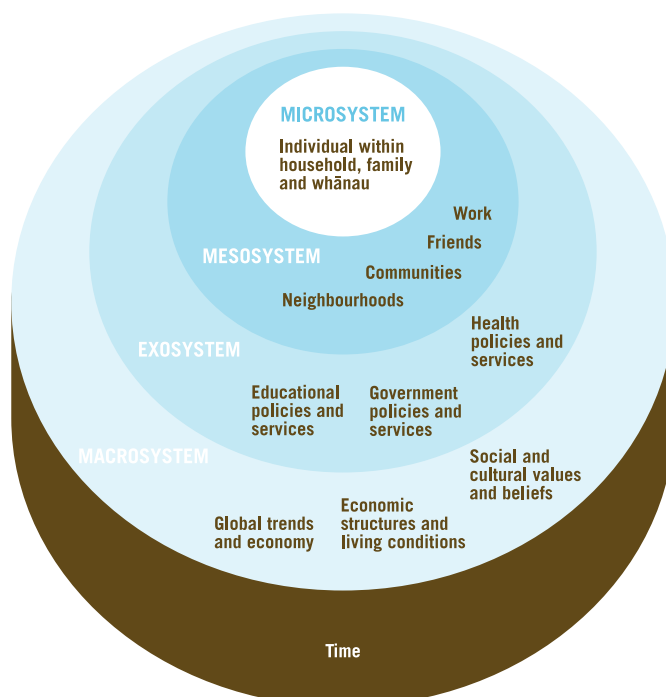 MICROSYSTEM
Individual within
household, family
and whānau
Work
Friends
MESOSYSTEM
Communities
Neighbourhoods
Health
policies and
services
EXOSYSTEM
Educational
policies and
services
Government
policies and
services
MACROSYSTEM
Social and
cultural values
and beliefs
Economic
structures and
living conditions
Global trends
and economy
Time